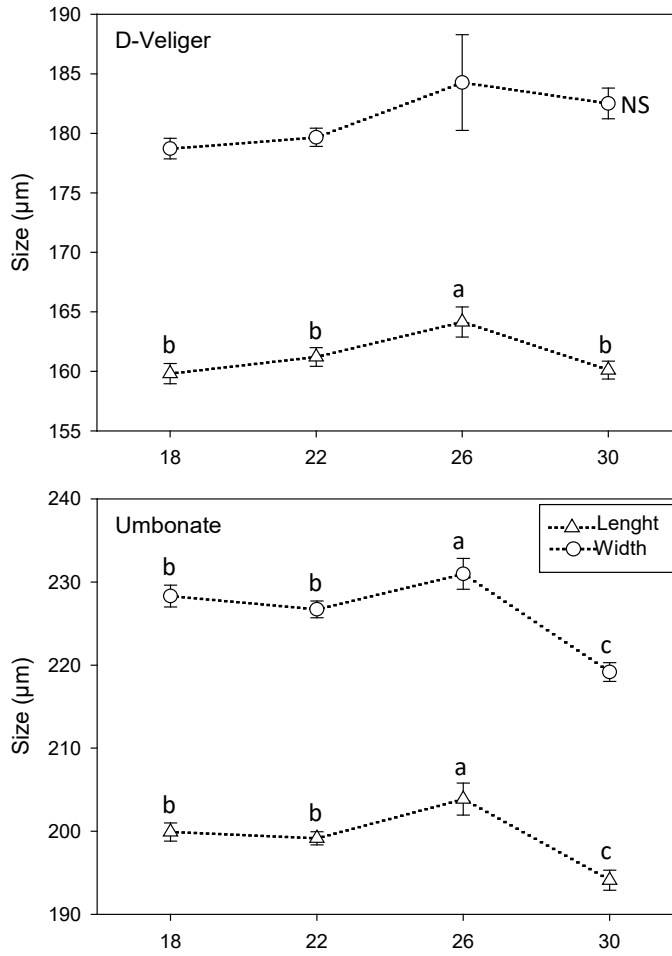 190
D-Veliger
185
180
NS
175
Size (µm)
170
165
a
b
b
b
160
155
18 22 26 30
240
Umbonate
Lenght
Width
a
b
b
230
c
220
Size (µm)
210
a
b
b
200
c
190
18 22 26 30